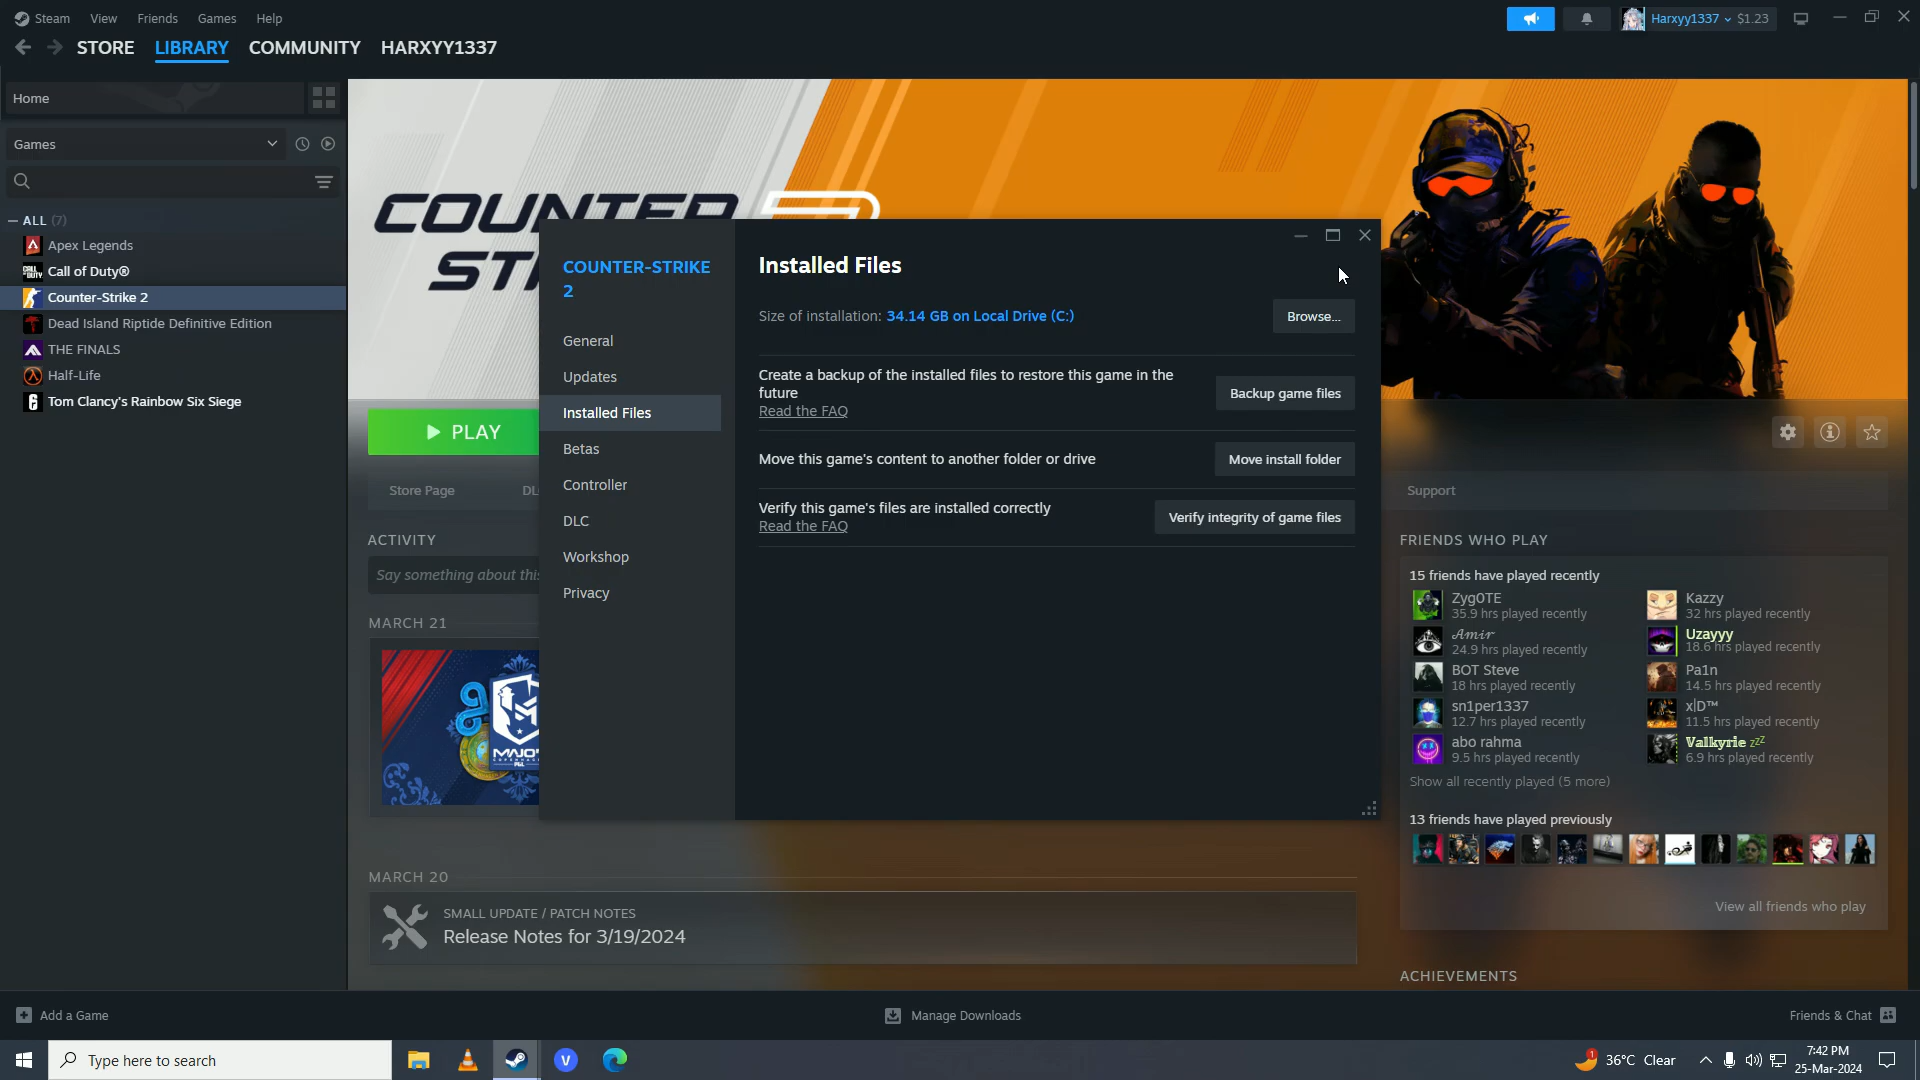 Steam View Friends Games Help
Harxyy1337 $1.23
STORE LIBRARY COMMUNITY HARXYY1337
Home
Games
ALL (7)
Apex Legends
Call of Duty®
Counter-Strike 2
Dead Island Riptide Definitive Edition
THE FINALS
Half-Life
Tom Clancy's Rainbow Six Siege
COUNTER
ST
COUNTER-STRIKE
2
General
Updates
Installed Files
Betas
Controller
DLC
Workshop
Privacy
Installed Files
Size of installation: 34.14 GB on Local Drive (C:)
Browse...
Create a backup of the installed files to restore this game in the
future
Read the FAQ
Backup game files
Move this game's content to another folder or drive
Move install folder
Verify this game's files are installed correctly
Read the FAQ
Verify integrity of game files
PLAY
Store Page DL
Support
ACTIVITY
Say something about this
MARCH 21
MAJO
PGL
MARCH 20
SMALL UPDATE / PATCH NOTES
Release Notes for 3/19/2024
FRIENDS WHO PLAY
15 friends have played recently
ZygOTE
35.9 hrs played recently
Kazzy
32 hrs played recently
𝓐𝓶𝓲𝓻
24.9 hrs played recently
Uzayyy
18.6 hrs played recently
BOT Steve
18 hrs played recently
Pa1n
14.5 hrs played recently
sn1per1337
12.7 hrs played recently
x|D™
11.5 hrs played recently
abo rahma
9.5 hrs played recently
𝐕𝐚𝐥𝐤𝐲𝐫𝐢𝐞 zzZ
6.9 hrs played recently
Show all recently played (5 more)
13 friends have played previously
View all friends who play
ACHIEVEMENTS
Add a Game
Manage Downloads
Friends & Chat
Type here to search
V
1
36°C Clear
7:42 PM
25-Mar-2024